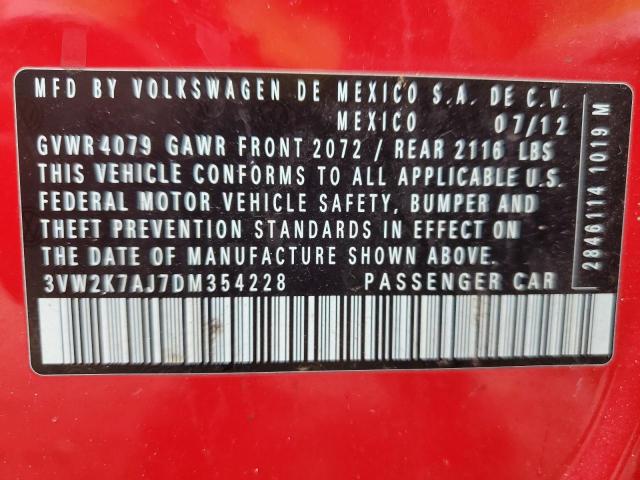 MFD BY VOLKSWAGEN DE MEXICO S.A. DE C.V.
MEXICO 07/12
GVWR 4079 GAWR FRONT 2072 / REAR 2116 LBS
THIS VEHICLE CONFORMS TO ALL APPLICABLE U.S.
FEDERAL MOTOR VEHICLE SAFETY, BUMPER AND
THEFT PREVENTION STANDARDS IN EFFECT ON
THE DATE OF MANUFACTURE SHOWN ABOVE.
3VW2K7AJ7DM354228 PASSENGER CAR
2846114 1019 M